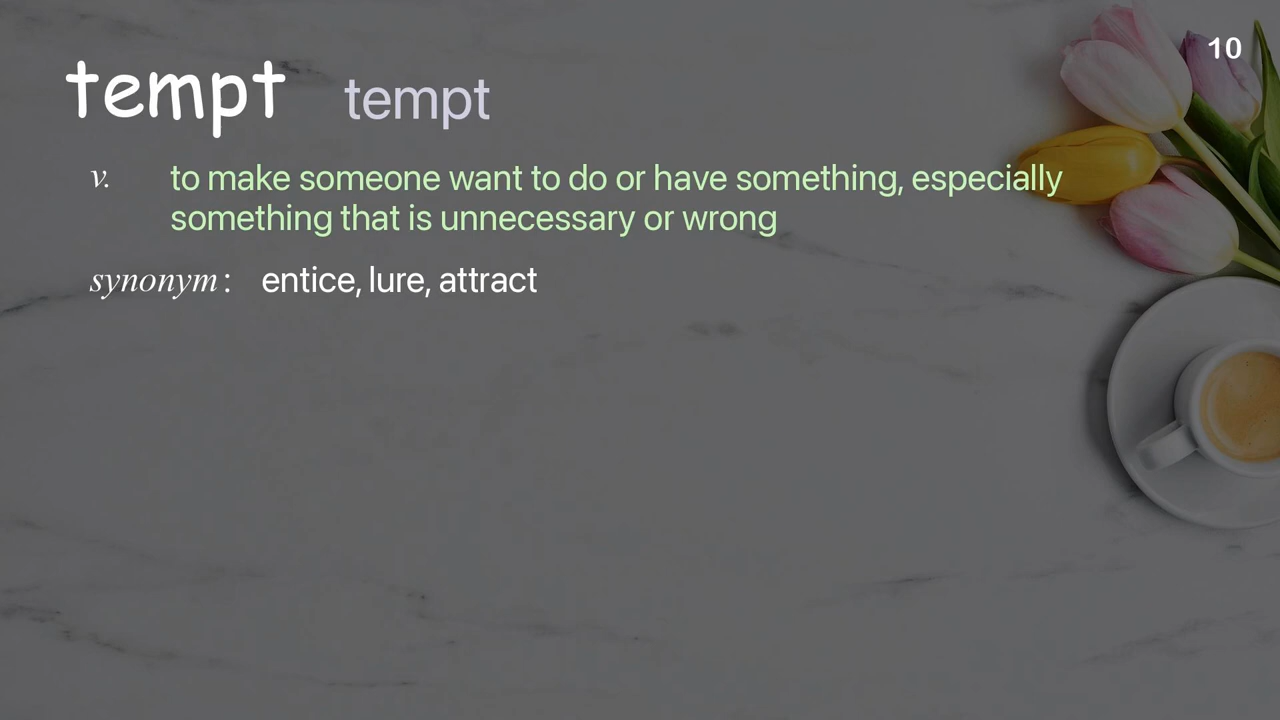 10
tempt tempt
v. to make someone want to do or have something, especially
something that is unnecessary or wrong
synonym : entice, lure, attract